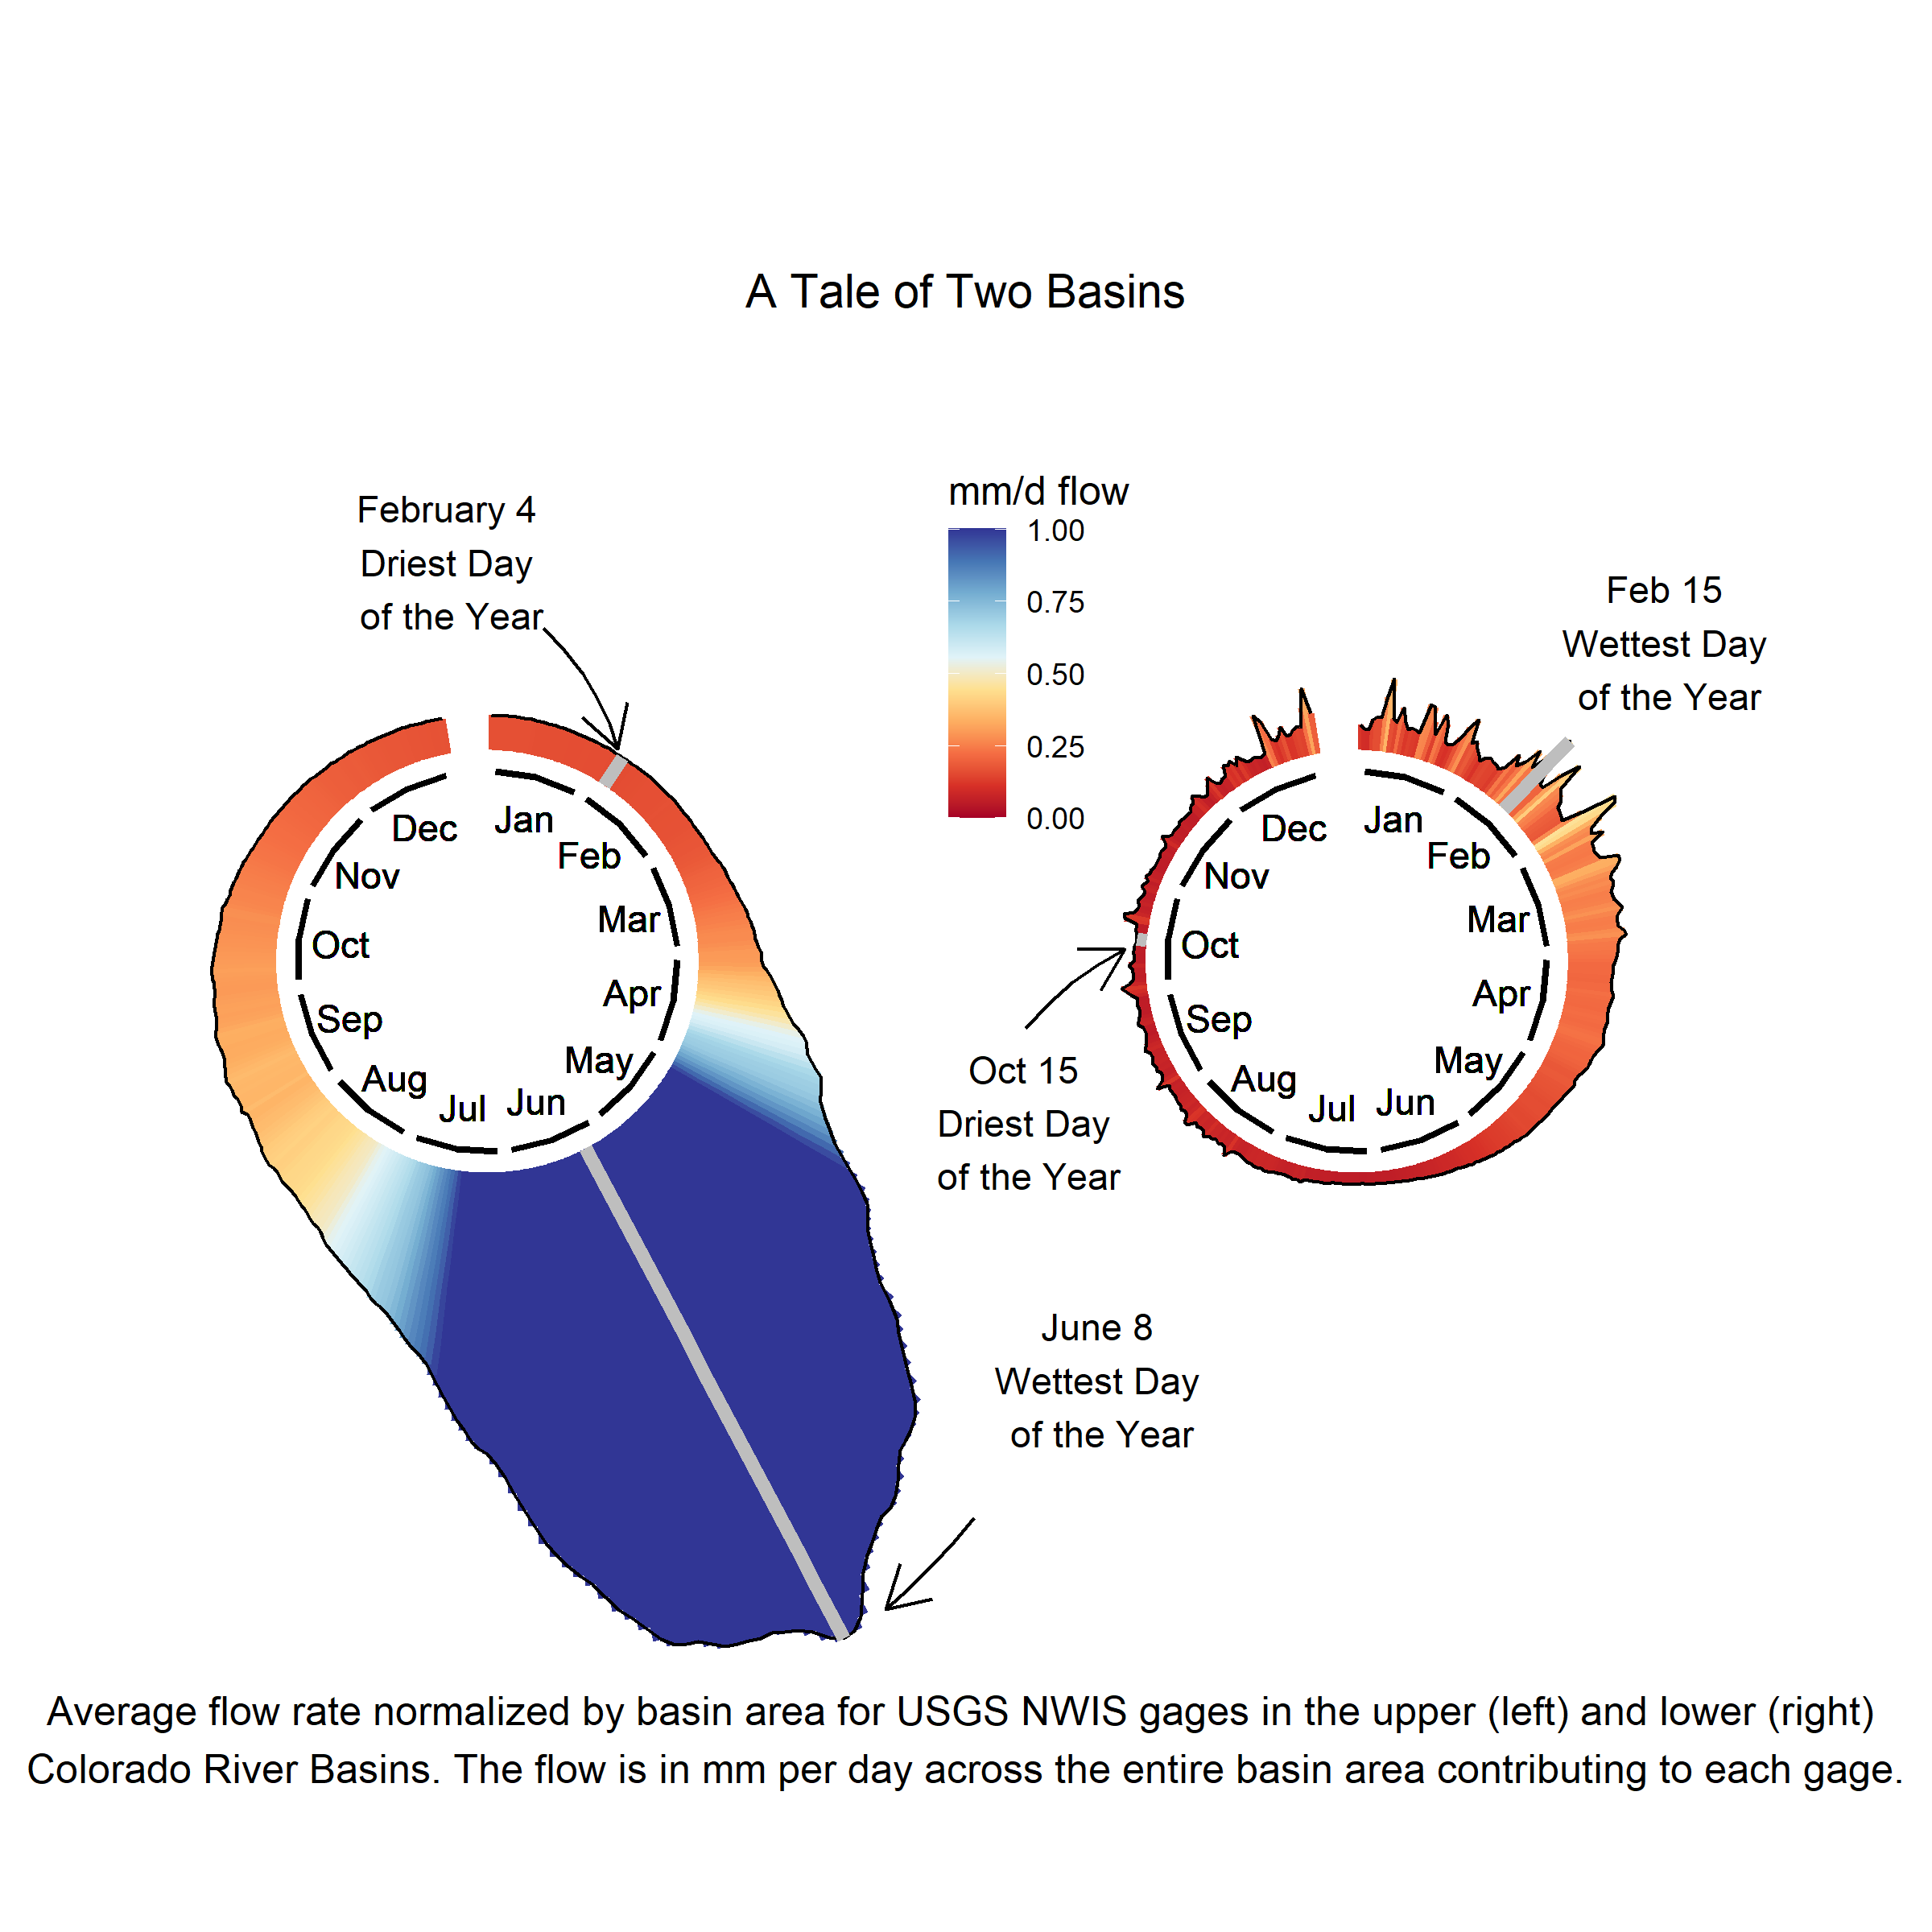 A Tale of Two Basins
February 4
Driest Day
of the Year
mm/d flow
1.00
0.75
0.50
0.25
0.00
Feb 15
Wettest Day
of the Year
Jan
Feb
Mar
Apr
May
Jun
Jul
Aug
Sep
Oct
Nov
Dec
Jan
Feb
Mar
Apr
May
Jun
Jul
Aug
Sep
Oct
Nov
Dec
Oct 15
Driest Day
of the Year
June 8
Wettest Day
of the Year
Average flow rate normalized by basin area for USGS NWIS gages in the upper (left) and lower (right)
Colorado River Basins. The flow is in mm per day across the entire basin area contributing to each gage.